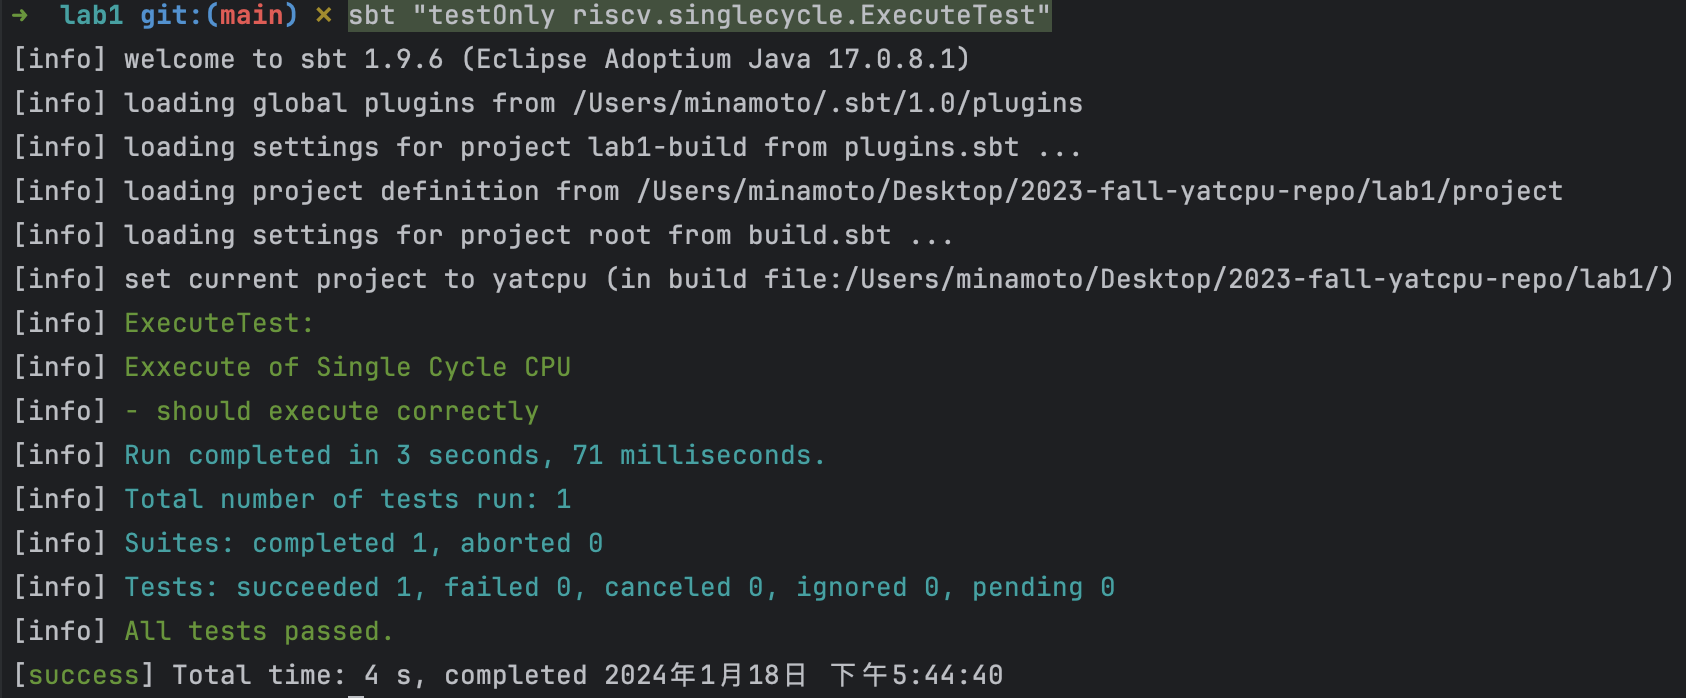 ➜  lab1 git:(main) ✗ sbt "testOnly riscv.singlecycle.ExecuteTest"
[info] welcome to sbt 1.9.6 (Eclipse Adoptium Java 17.0.8.1)
[info] loading global plugins from /Users/minamoto/.sbt/1.0/plugins
[info] loading settings for project lab1-build from plugins.sbt ...
[info] loading project definition from /Users/minamoto/Desktop/2023-fall-yatcpu-repo/lab1/project
[info] loading settings for project root from build.sbt ...
[info] set current project to yatcpu (in build file:/Users/minamoto/Desktop/2023-fall-yatcpu-repo/lab1/)
[info] ExecuteTest:
[info] Exxecute of Single Cycle CPU
[info] - should execute correctly
[info] Run completed in 3 seconds, 71 milliseconds.
[info] Total number of tests run: 1
[info] Suites: completed 1, aborted 0
[info] Tests: succeeded 1, failed 0, canceled 0, ignored 0, pending 0
[info] All tests passed.
[success] Total time: 4 s, completed 2024年1月18日 下午5:44:40